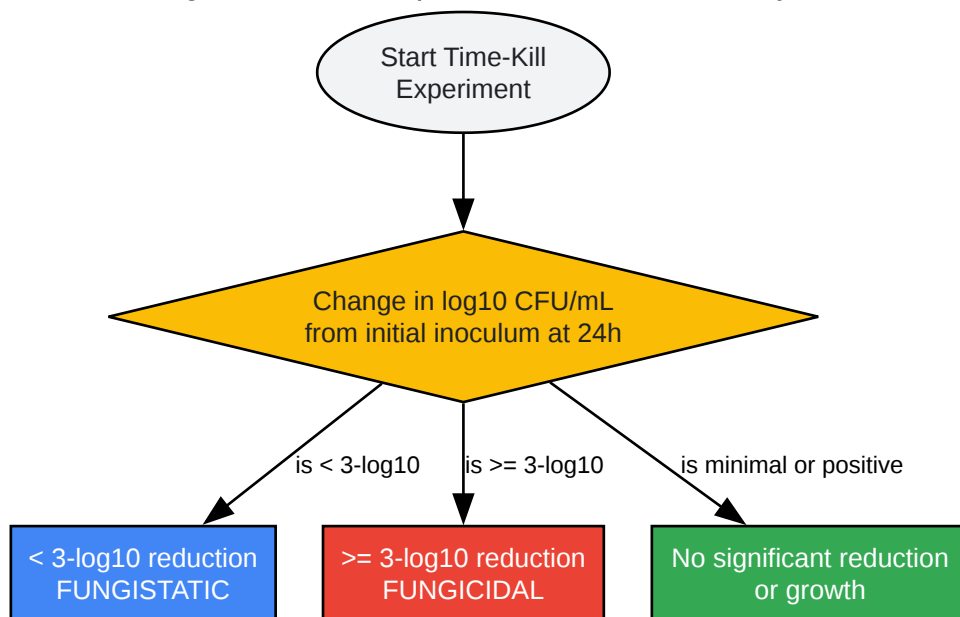 Start Time-Kill
Experiment
Change in log10 CFU/mL
from initial inoculum at 24h
is < 3-log10
is >= 3-log10
is minimal or positive
< 3-log10 reduction
FUNGISTATIC
>= 3-log10 reduction
FUNGICIDAL
No significant reduction
or growth